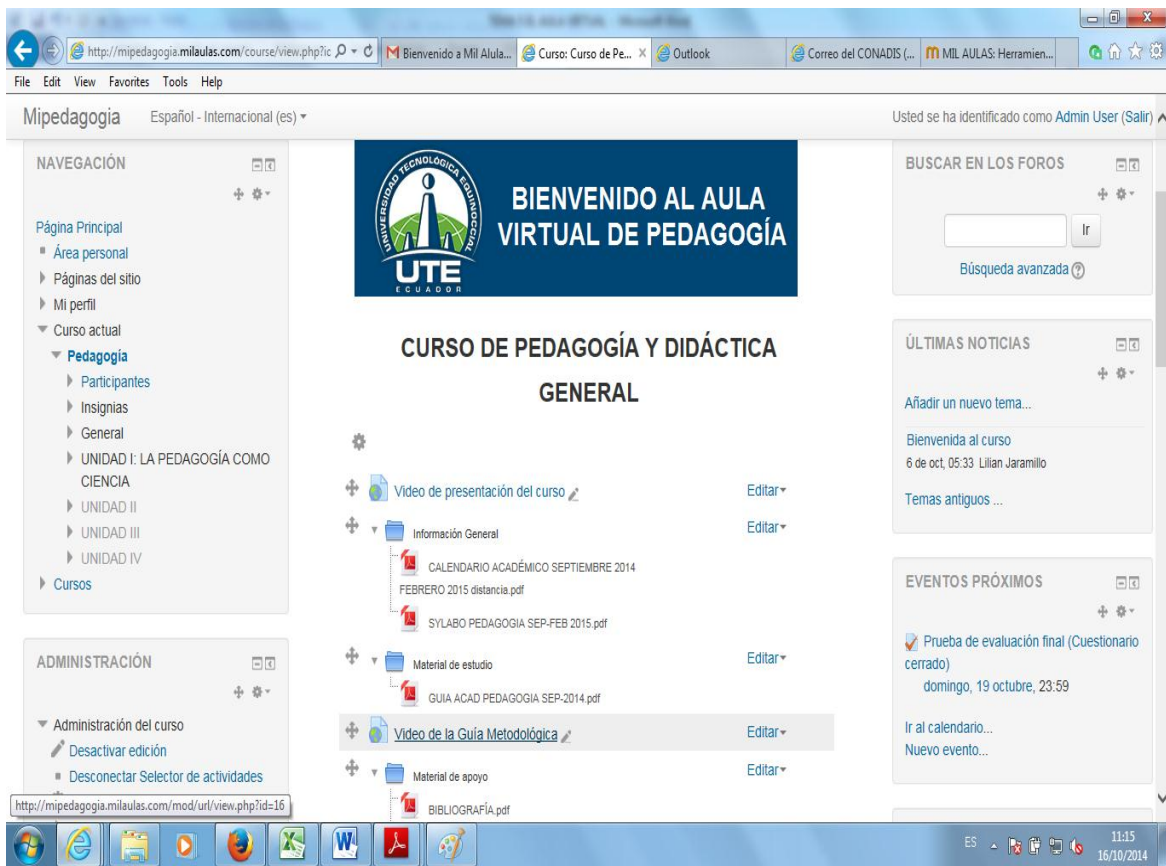 http://mipedagogia.milaulas.com/course/view.php?ic
Bienvenido a Mil Alula...
Curso: Curso de Pe...
Outlook
Correo del CONADIS (...
MIL AULAS: Herramien...
File Edit View Favorites Tools Help
Mipedagogia
Español - Internacional (es)
Usted se ha identificado como Admin User (Salir)
NAVEGACIÓN
Página Principal
Área personal
Páginas del sitio
Mi perfil
Curso actual
Pedagogía
Participantes
Insignias
General
UNIDAD I: LA PEDAGOGÍA COMO
CIENCIA
UNIDAD II
UNIDAD III
UNIDAD IV
Cursos
ADMINISTRACIÓN
Administración del curso
Desactivar edición
Desconectar Selector de actividades
http://mipedagogia.milaulas.com/mod/url/view.php?id=16
UNIVERSIDAD TECNOLÓGICA EQUINOCCIAL
UTE
ECUADOR
BIENVENIDO AL AULA
VIRTUAL DE PEDAGOGÍA
CURSO DE PEDAGOGÍA Y DIDÁCTICA
GENERAL
Video de presentación del curso Editar
Información General Editar
CALENDARIO ACADÉMICO SEPTIEMBRE 2014
FEBRERO 2015 distancia.pdf
SYLABO PEDAGOGIA SEP-FEB 2015.pdf
Material de estudio Editar
GUIA ACAD PEDAGOGIA SEP-2014.pdf
Video de la Guía Metodológica Editar
Material de apoyo Editar
BIBLIOGRAFÍA.pdf
BUSCAR EN LOS FOROS
Ir
Búsqueda avanzada
ÚLTIMAS NOTICIAS
Añadir un nuevo tema...
Bienvenida al curso
6 de oct, 05:33 Lilian Jaramillo
Temas antiguos ...
EVENTOS PRÓXIMOS
Prueba de evaluación final (Cuestionario
cerrado)
domingo, 19 octubre, 23:59
Ir al calendario...
Nuevo evento...
ES
11:15
16/10/2014